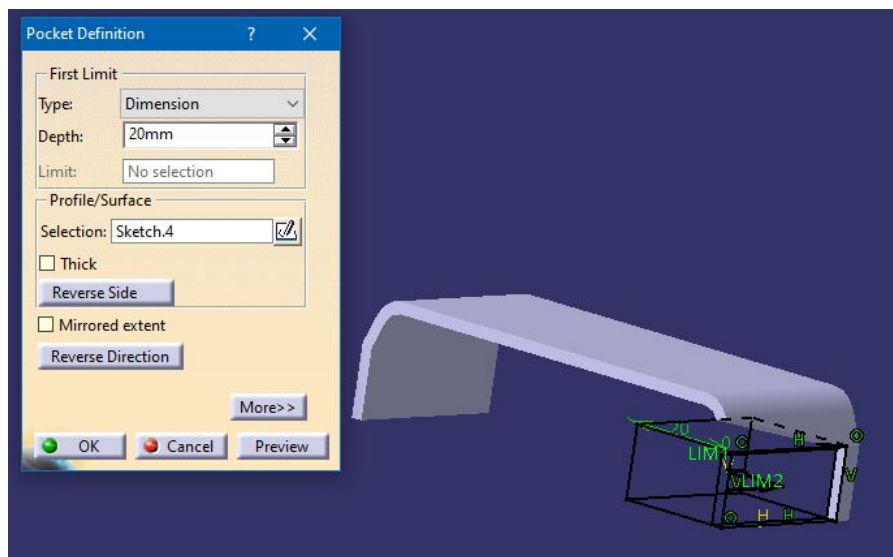 Pocket Definition ? ×
First Limit
Type: Dimension
Depth: 20mm
Limit: No selection
Profile/Surface
Selection: Sketch.4
Thick
Reverse Side
Mirrored extent
Reverse Direction
More>>
OK Cancel Preview
20
LIM1
H
V
V
LIM2
H H